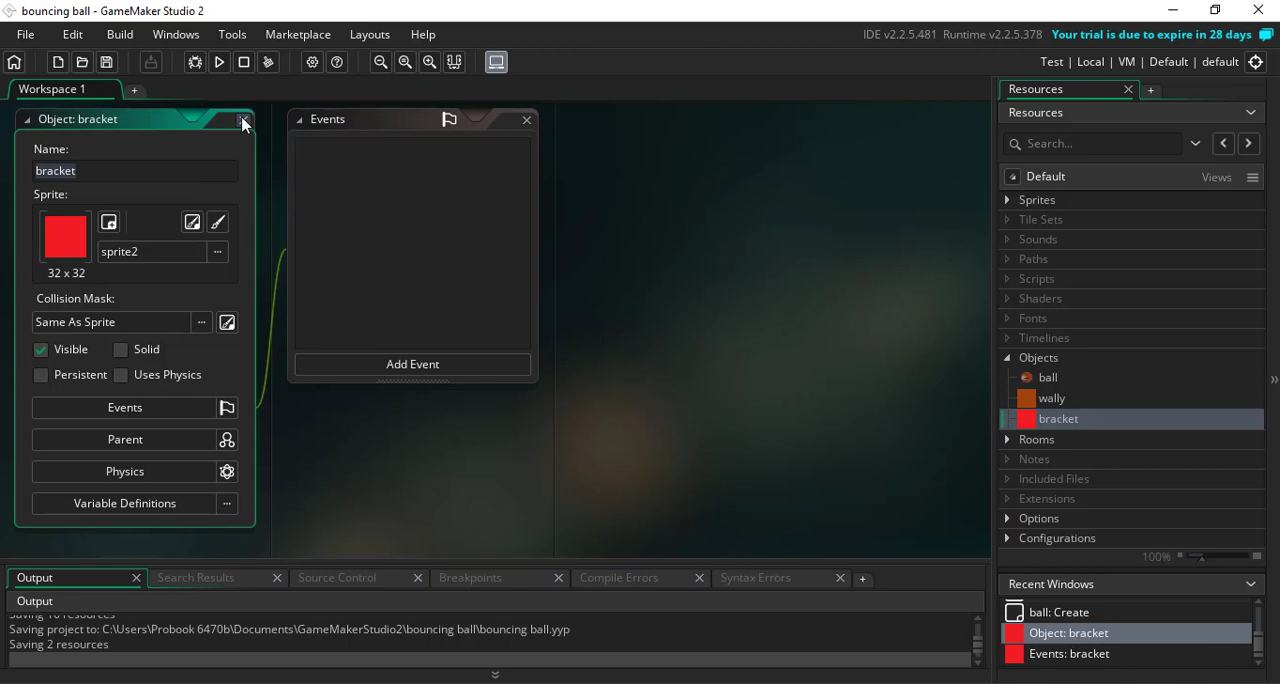 bouncing ball - GameMaker Studio 2
File Edit Build Windows Tools Marketplace Layouts Help
IDE v2.2.5.481 Runtime v2.2.5.378 Your trial is due to expire in 28 days
Test | Local | VM | Default | default
Workspace 1
Object: bracket
Name:
bracket
Sprite:
sprite2
32 x 32
Collision Mask:
Same As Sprite
Visible Solid
Persistent Uses Physics
Events
Parent
Physics
Variable Definitions
Events
Add Event
Resources
Resources
Search...
Default Views
Sprites
Tile Sets
Sounds
Paths
Scripts
Shaders
Fonts
Timelines
Objects
ball
wally
bracket
Rooms
Notes
Included Files
Extensions
Options
Configurations
100%
Recent Windows
ball: Create
Object: bracket
Events: bracket
Output Search Results Source Control Breakpoints Compile Errors Syntax Errors
Output
Saving project to: C:\Users\Probook 6470b\Documents\GameMakerStudio2\bouncing ball\bouncing ball.yyp
Saving 2 resources